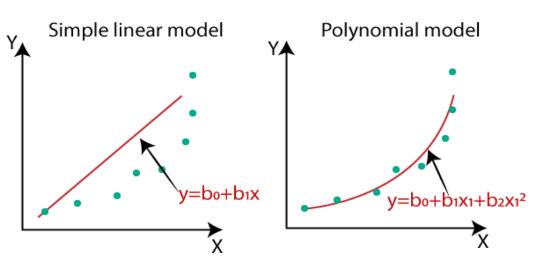 Simple linear model
Y
y=b₀+b₁x
X
Polynomial model
Y
y=b₀+b₁x₁+b₂x₁²
X